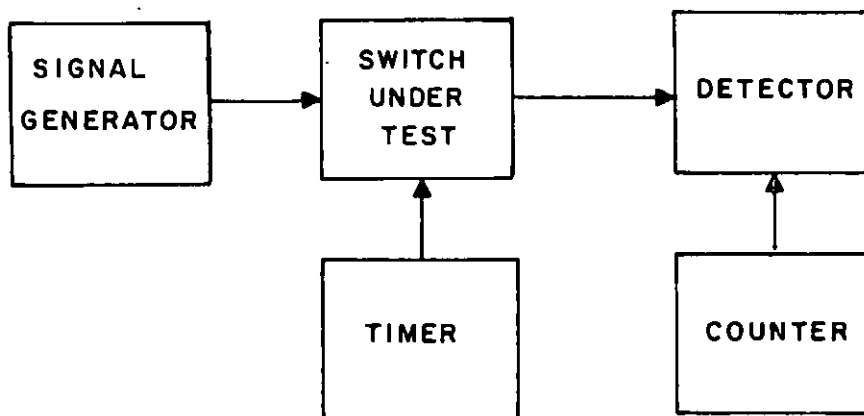 SIGNAL
GENERATOR
SWITCH
UNDER
TEST
DETECTOR
TIMER
COUNTER